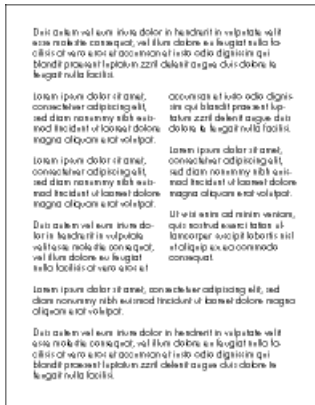 Duis autem vel eum iriure dolor in hendrerit in vulputate velit
esse molestie consequat, vel illum dolore eu feugiat nulla fa-
cilisis at vero eros et accumsan et iusto odio dignissim qui
blandit praesent luptatum zzril delenit augue duis dolore te
feugait nulla facilisi.
Lorem ipsum dolor sit amet,
consectetuer adipiscing elit,
sed diam nonummy nibh euis-
mod tincidunt ut laoreet dolore
magna aliquam erat volutpat.
Lorem ipsum dolor sit amet,
consectetuer adipiscing elit,
sed diam nonummy nibh euis-
mod tincidunt ut laoreet dolore
magna aliquam erat volutpat.
Duis autem vel eum iriure do-
lor in hendrerit in vulputate
velit esse molestie consequat,
vel illum dolore eu feugiat
nulla facilisis at vero eros et
accumsan et iusto odio dignis-
sim qui blandit praesent lup-
tatum zzril delenit augue duis
dolore te feugait nulla facilisi.
Lorem ipsum dolor sit amet,
consectetuer adipiscing elit,
sed diam nonummy nibh euis-
mod tincidunt ut laoreet dolore
magna aliquam erat volutpat.
Ut wisi enim ad minim veniam,
quis nostrud exerci tation ul-
lamcorper suscipit lobortis nisl
ut aliquip ex ea commodo
consequat.
Lorem ipsum dolor sit amet, consectetuer adipiscing elit, sed
diam nonummy nibh euismod tincidunt ut laoreet dolore magna
aliquam erat volutpat.
Duis autem vel eum iriure dolor in hendrerit in vulputate velit
esse molestie consequat, vel illum dolore eu feugiat nulla fa-
cilisis at vero eros et accumsan et iusto odio dignissim qui
blandit praesent luptatum zzril delenit augue duis dolore te
feugait nulla facilisi.